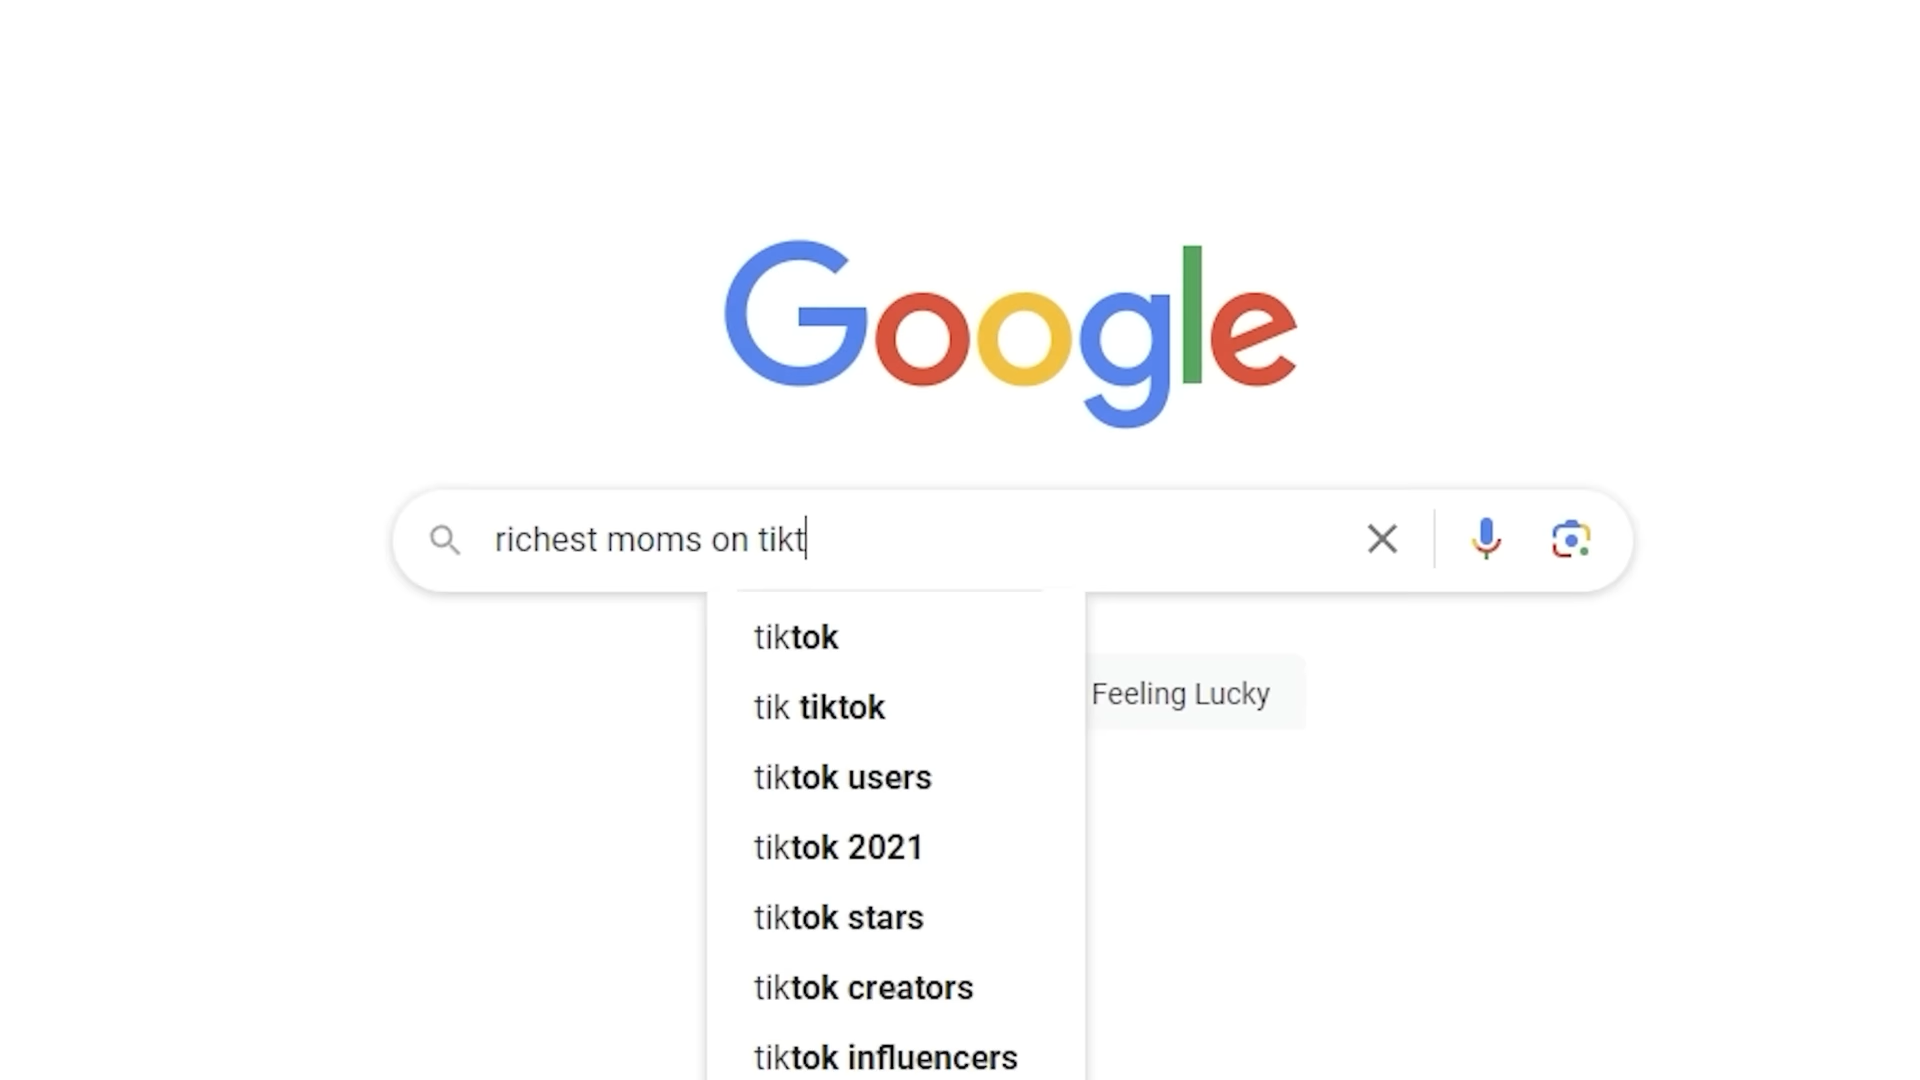 Google
richest moms on tikt
tiktok
tik tiktok
Feeling Lucky
tiktok users
tiktok 2021
tiktok stars
tiktok creators
tiktok influencers